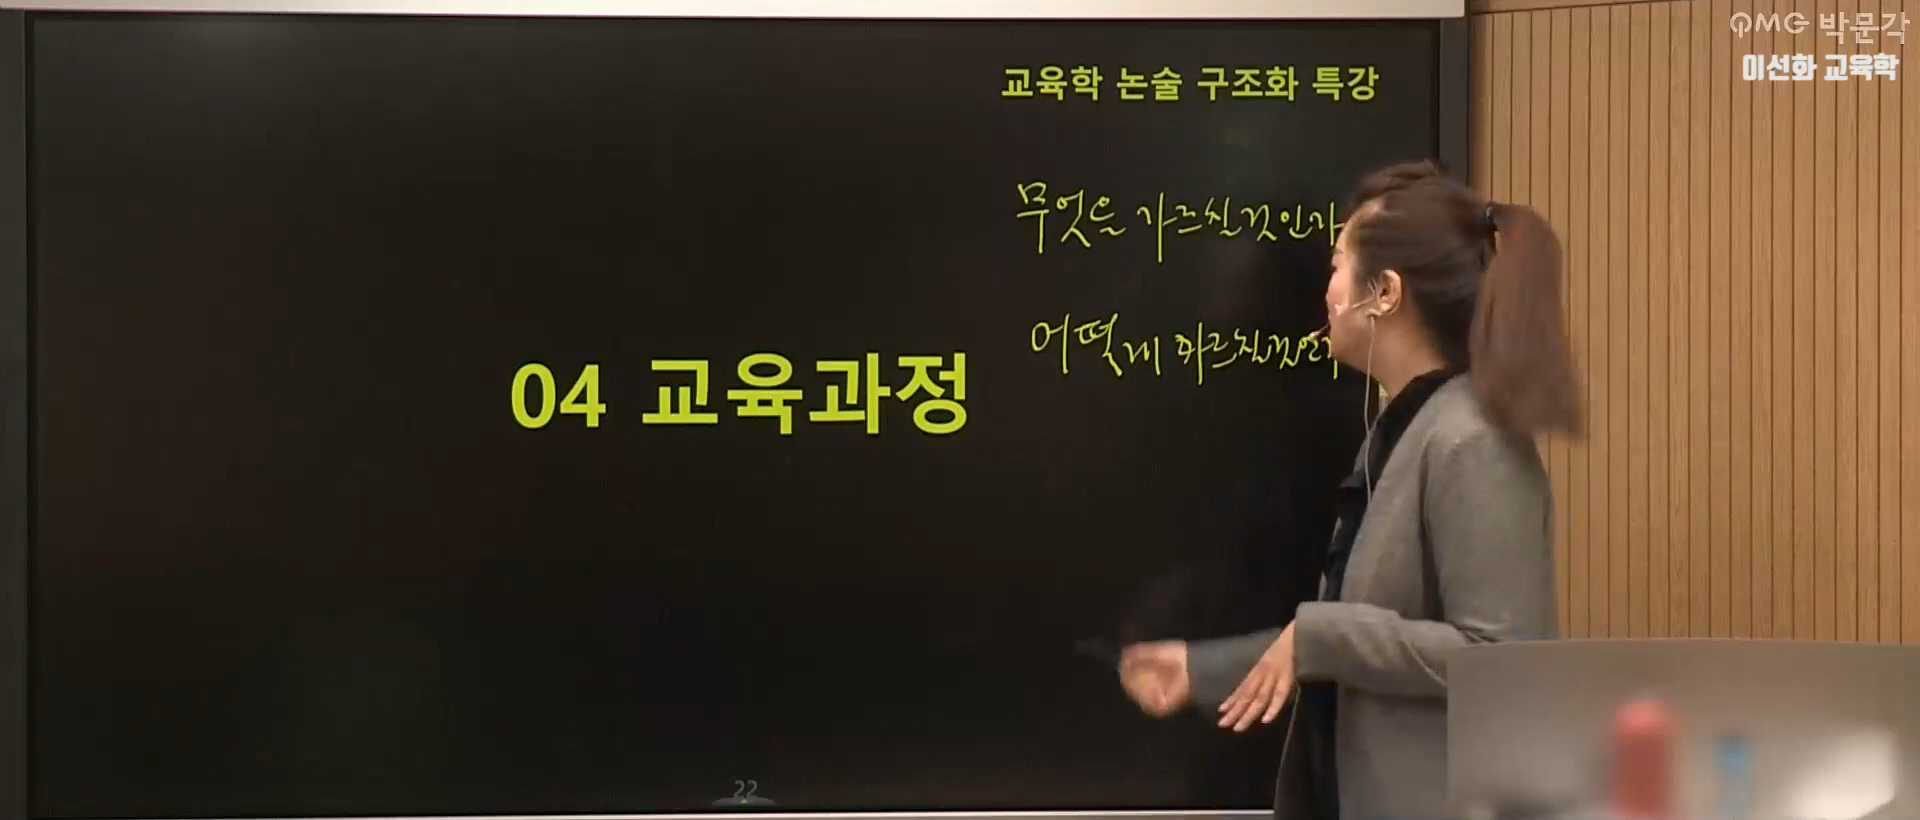 PMG 박문각
이선화 교육학
교육학 논술 구조화 특강
무엇을 가르칠것인가
어떻게 가르칠것인가
04 교육과정
22